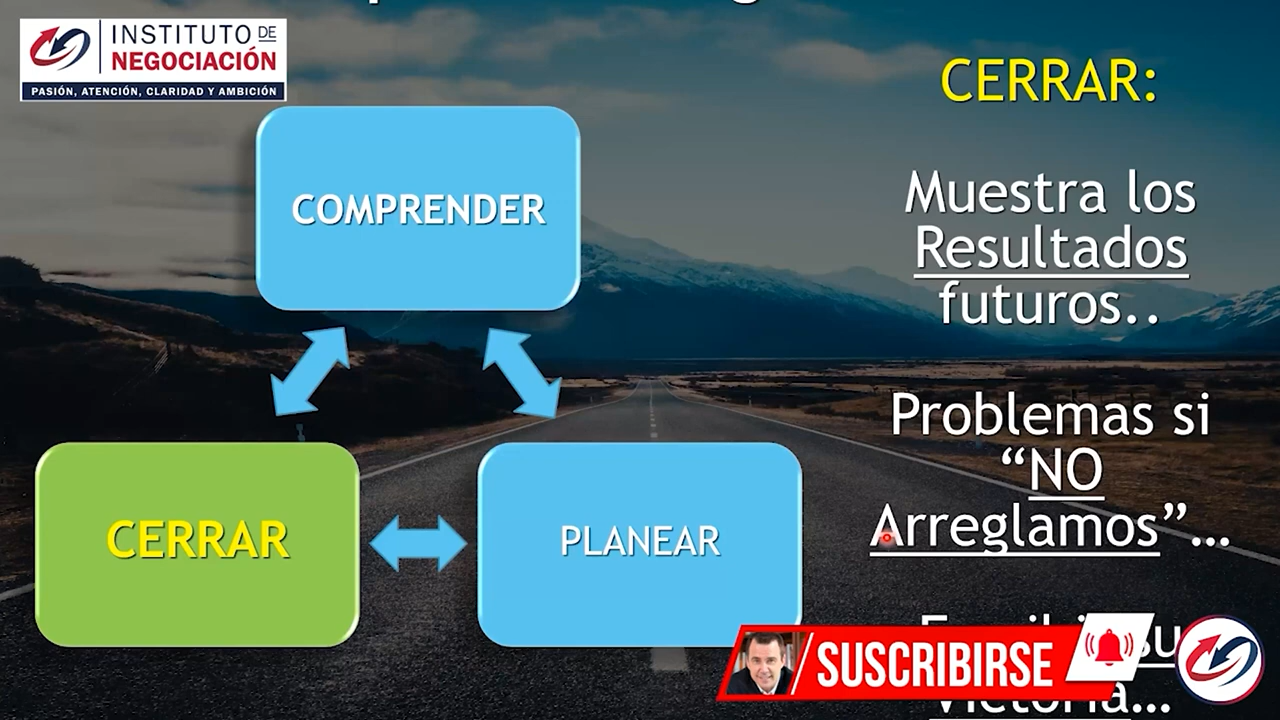 INSTITUTO DE
NEGOCIACIÓN
PASIÓN, ATENCIÓN, CLARIDAD Y AMBICIÓN
COMPRENDER
CERRAR
PLANEAR
CERRAR:
Muestra los
Resultados
futuros..
Problemas si
“NO
Arreglamos”...
su
SUSCRIBIRSE